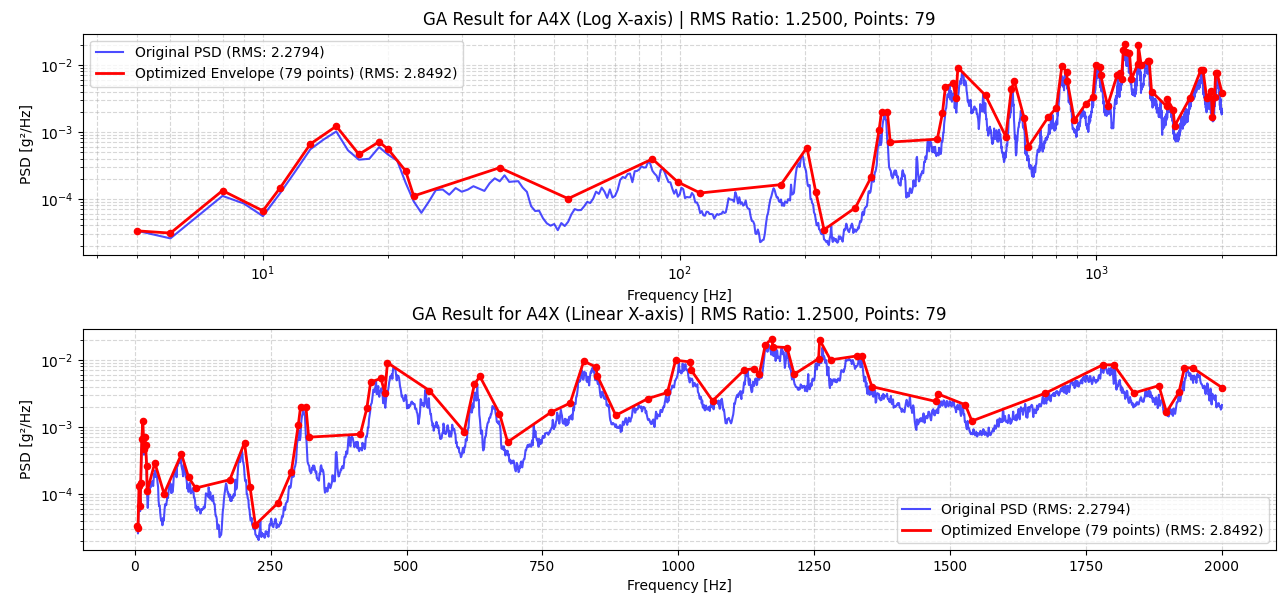 GA Result for A4X (Log X-axis) | RMS Ratio: 1.2500, Points: 79
Original PSD (RMS: 2.2794)
Optimized Envelope (79 points) (RMS: 2.8492)
PSD [g²/Hz]
10⁻²
10⁻³
10⁻⁴
10¹ 10² 10³
Frequency [Hz]
GA Result for A4X (Linear X-axis) | RMS Ratio: 1.2500, Points: 79
PSD [g²/Hz]
10⁻²
10⁻³
10⁻⁴
Original PSD (RMS: 2.2794)
Optimized Envelope (79 points) (RMS: 2.8492)
0 250 500 750 1000 1250 1500 1750 2000
Frequency [Hz]